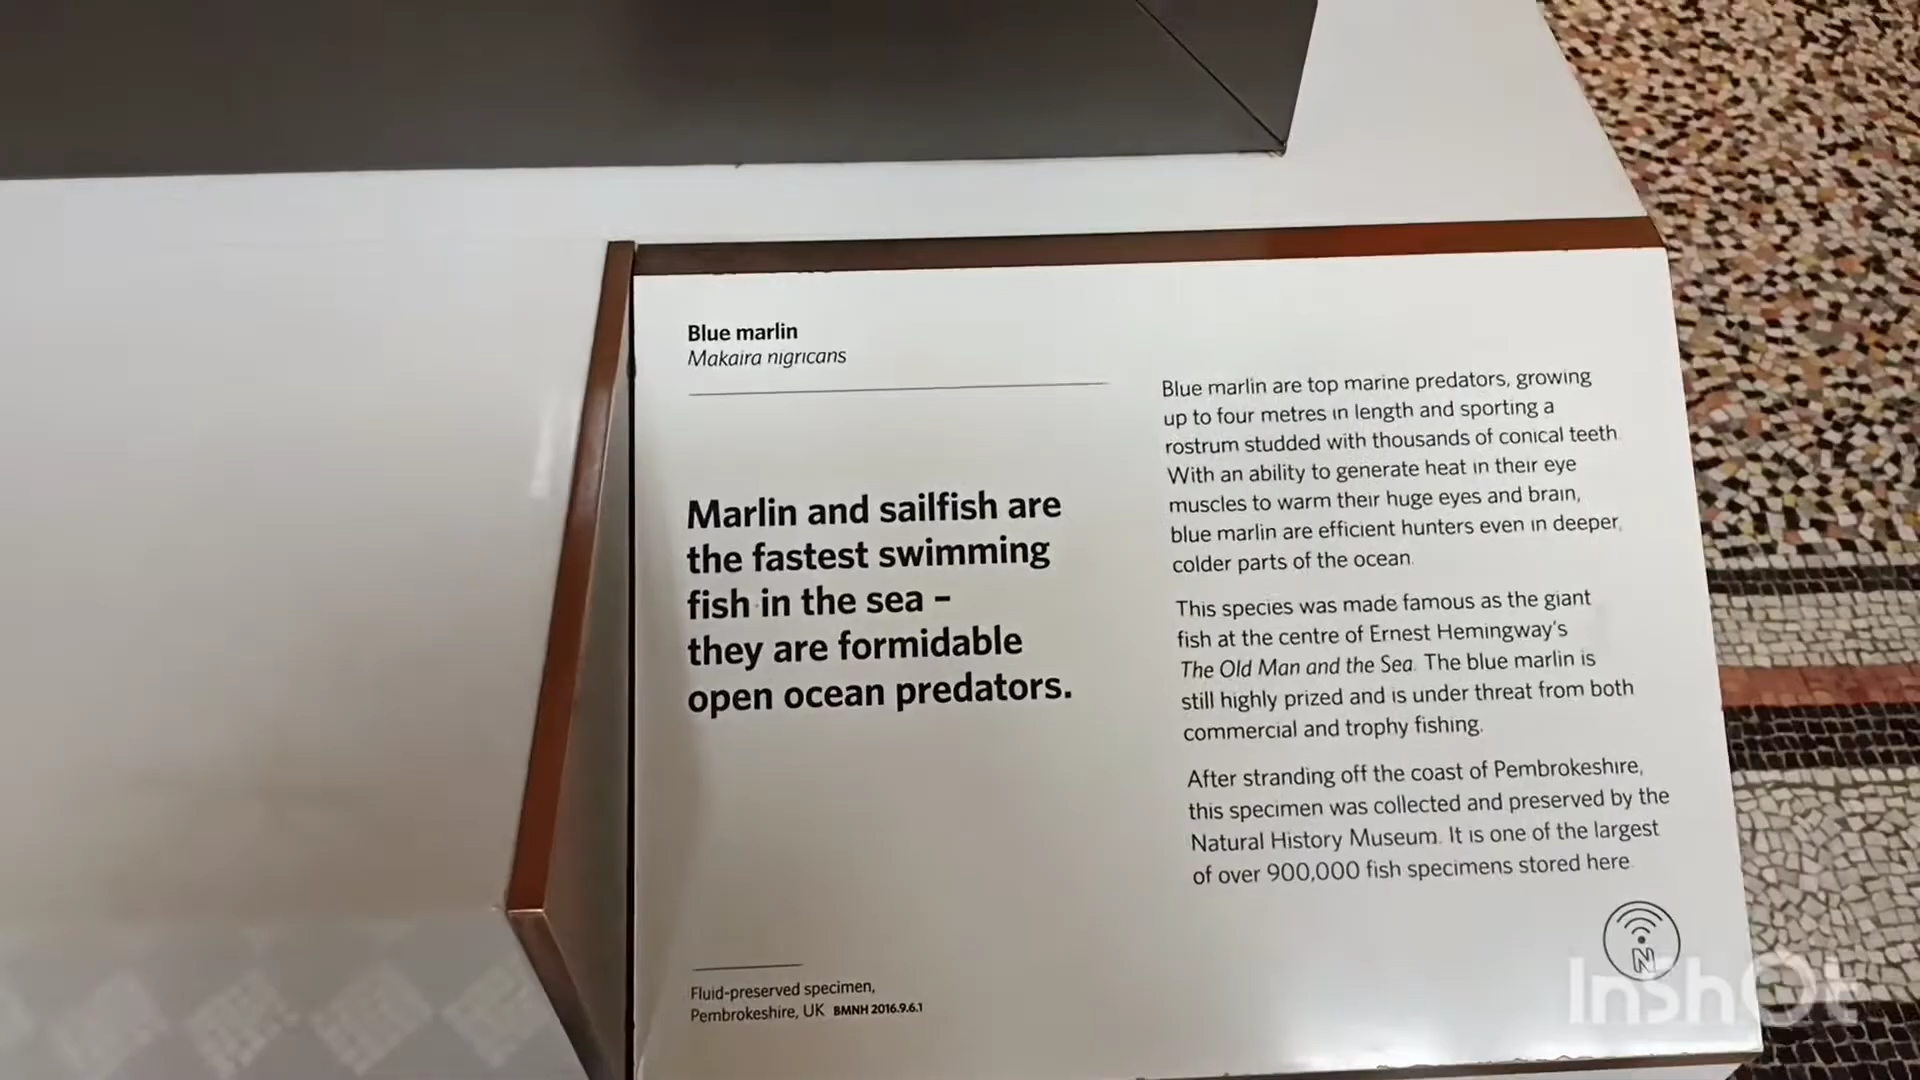 Blue marlin
Makaira nigricans
Marlin and sailfish are
the fastest swimming
fish in the sea –
they are formidable
open ocean predators.
Fluid-preserved specimen,
Pembrokeshire, UK BMNH 2016.9.6.1
Blue marlin are top marine predators, growing
up to four metres in length and sporting a
rostrum studded with thousands of conical teeth.
With an ability to generate heat in their eye
muscles to warm their huge eyes and brain,
blue marlin are efficient hunters even in deeper,
colder parts of the ocean.
This species was made famous as the giant
fish at the centre of Ernest Hemingway's
The Old Man and the Sea. The blue marlin is
still highly prized and is under threat from both
commercial and trophy fishing.
After stranding off the coast of Pembrokeshire,
this specimen was collected and preserved by the
Natural History Museum. It is one of the largest
of over 900,000 fish specimens stored here.
N
InShOt